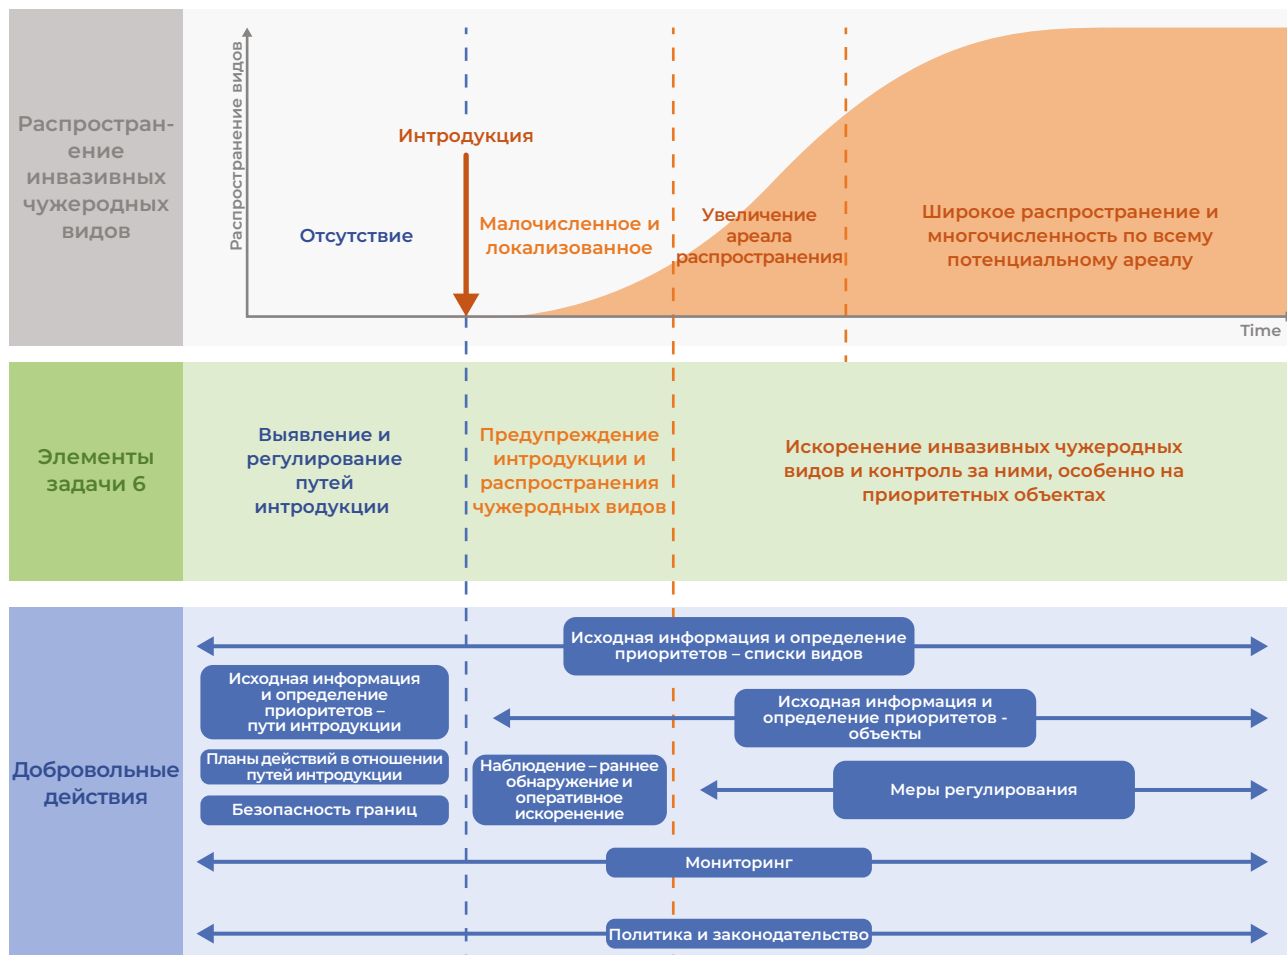 Распростран-
ение
инвазивных
чужеродных
видов
Распространение видов
Интродукция
Отсутствие
Малочисленное и
локализованное
Увеличение
ареала
распространения
Широкое распространение и
многочисленность по всему
потенциальному ареалу
Time
Элементы
задачи 6
Выявление и
регулирование
путей
интродукции
Предупреждение
интродукции и
распространения
чужеродных видов
Искоренение инвазивных чужеродных
видов и контроль за ними, особенно на
приоритетных объектах
Добровольные
действия
Исходная информация и определение
приоритетов – списки видов
Исходная информация
и определение
приоритетов –
пути интродукции
Исходная информация и
определение приоритетов -
объекты
Планы действий в отношении
путей интродукции
Наблюдение – раннее
обнаружение и
оперативное
искоренение
Меры регулирования
Безопасность границ
Мониторинг
Политика и законодательство